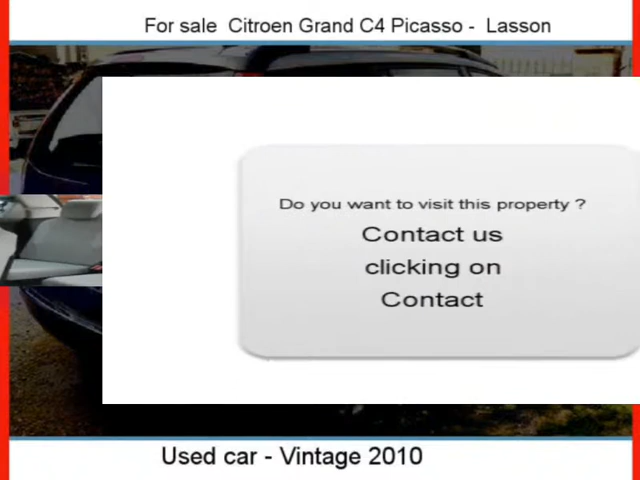 For sale Citroen Grand C4 Picasso - Lasson
Do you want to visit this property ?
Contact us
clicking on
Contact
Used car - Vintage 2010